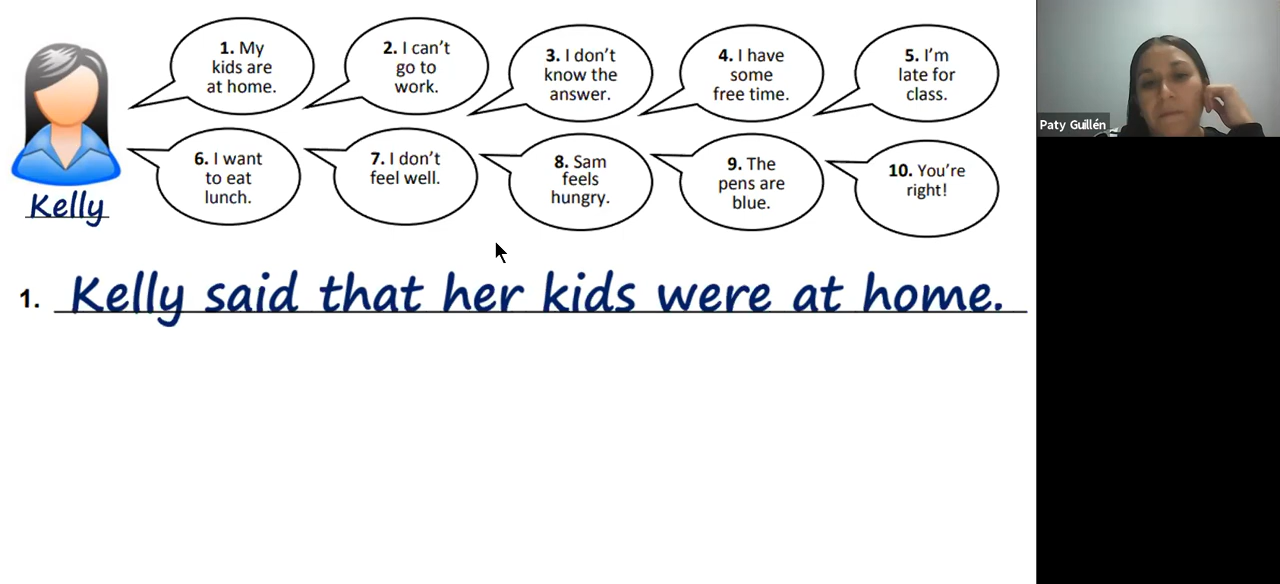 1. My
kids are
at home.
2. I can't
go to
work.
3. I don't
know the
answer.
4. I have
some
free time.
5. I'm
late for
class.
Kelly
6. I want
to eat
lunch.
7. I don't
feel well.
8. Sam
feels
hungry.
9. The
pens are
blue.
10. You're
right!
1. Kelly said that her kids were at home.
Paty Guillén